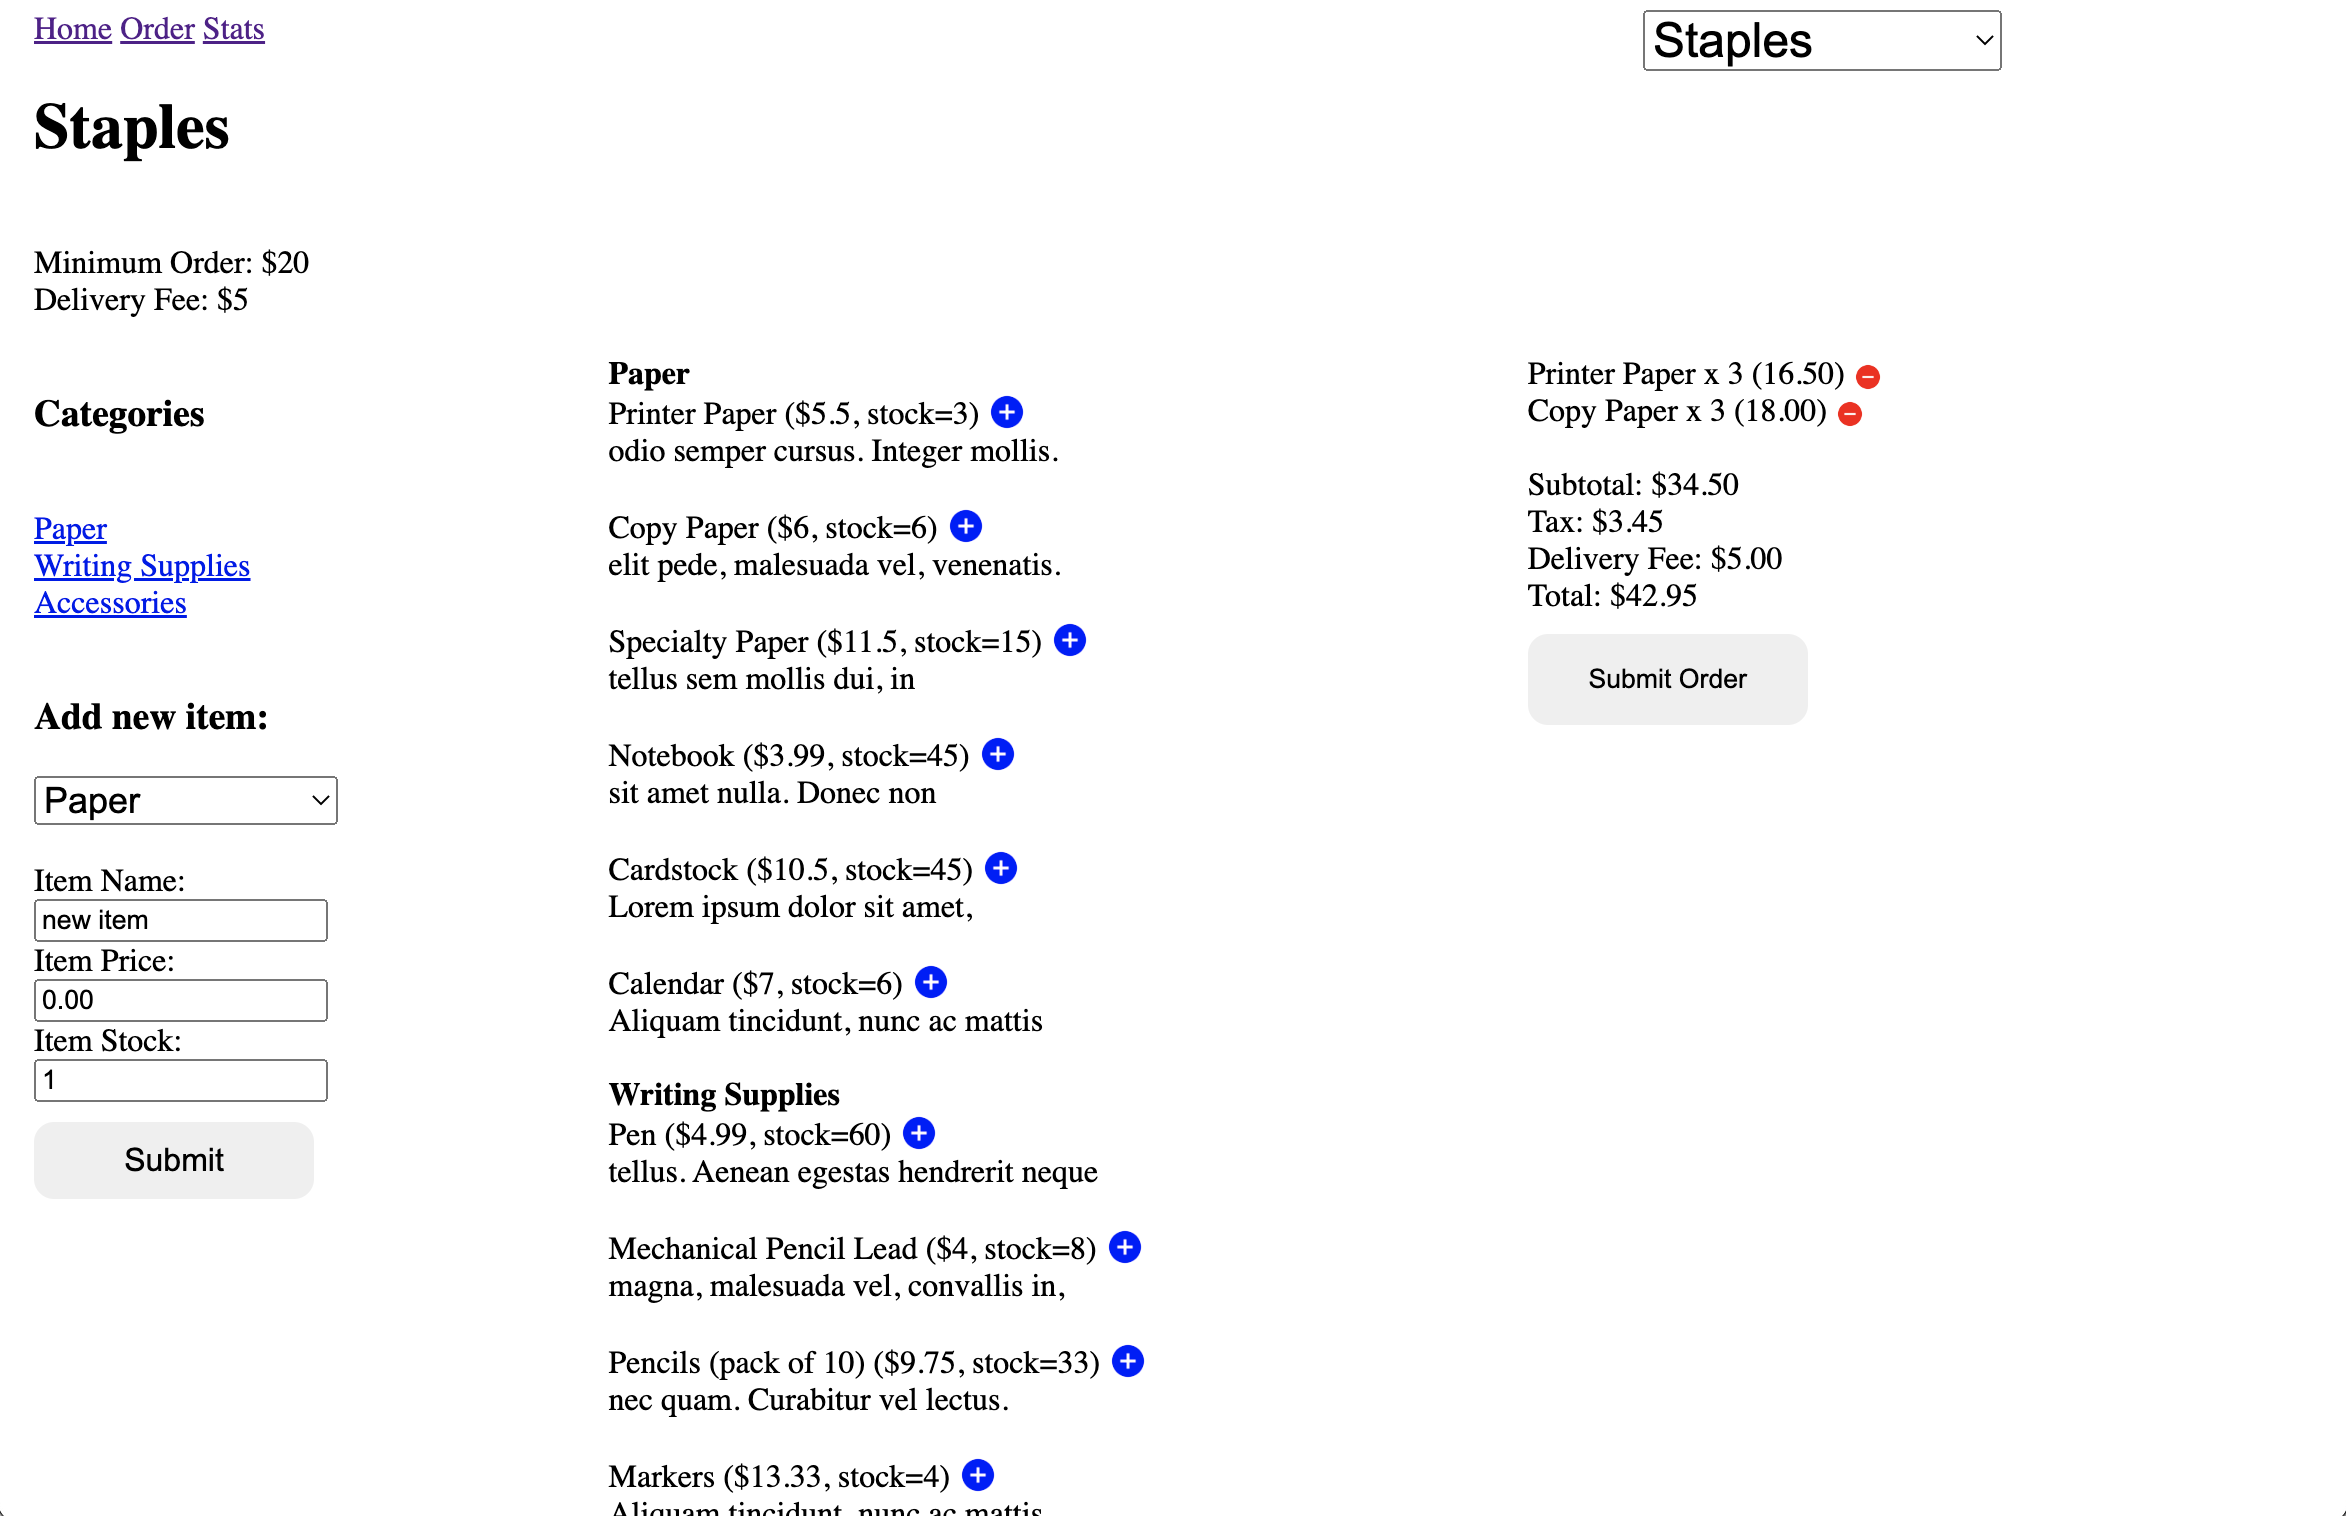 Home Order Stats
Staples
Staples
Minimum Order: $20
Delivery Fee: $5
Categories
Paper
Writing Supplies
Accessories
Add new item:
Paper
Item Name:
new item
Item Price:
0.00
Item Stock:
1
Submit
Paper
Printer Paper ($5.5, stock=3)
odio semper cursus. Integer mollis.
Copy Paper ($6, stock=6)
elit pede, malesuada vel, venenatis.
Specialty Paper ($11.5, stock=15)
tellus sem mollis dui, in
Notebook ($3.99, stock=45)
sit amet nulla. Donec non
Cardstock ($10.5, stock=45)
Lorem ipsum dolor sit amet,
Calendar ($7, stock=6)
Aliquam tincidunt, nunc ac mattis
Writing Supplies
Pen ($4.99, stock=60)
tellus. Aenean egestas hendrerit neque
Mechanical Pencil Lead ($4, stock=8)
magna, malesuada vel, convallis in,
Pencils (pack of 10) ($9.75, stock=33)
nec quam. Curabitur vel lectus.
Markers ($13.33, stock=4)
Aliquam tincidunt, nunc ac mattis
Printer Paper x 3 (16.50)
Copy Paper x 3 (18.00)
Subtotal: $34.50
Tax: $3.45
Delivery Fee: $5.00
Total: $42.95
Submit Order